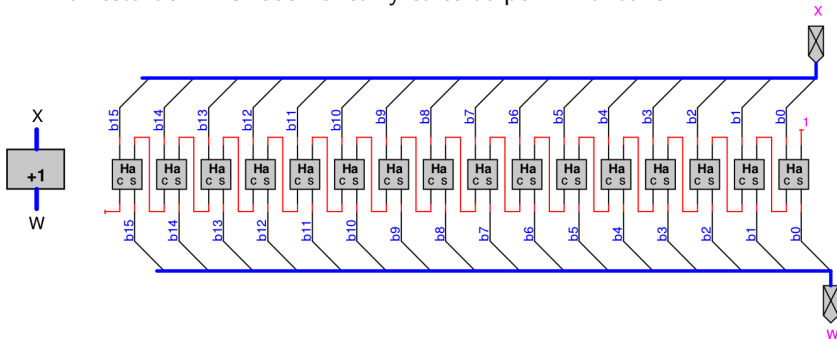 X
b15 b14 b13 b12 b11 b10 b9 b8 b7 b6 b5 b4 b3 b2 b1 b0
1
X
Ha Ha Ha Ha Ha Ha Ha Ha Ha Ha Ha Ha Ha Ha Ha Ha
+1
C S C S C S C S C S C S C S C S C S C S C S C S C S C S C S C S
W
b15 b14 b13 b12 b11 b10 b9 b8 b7 b6 b5 b4 b3 b2 b1 b0
W